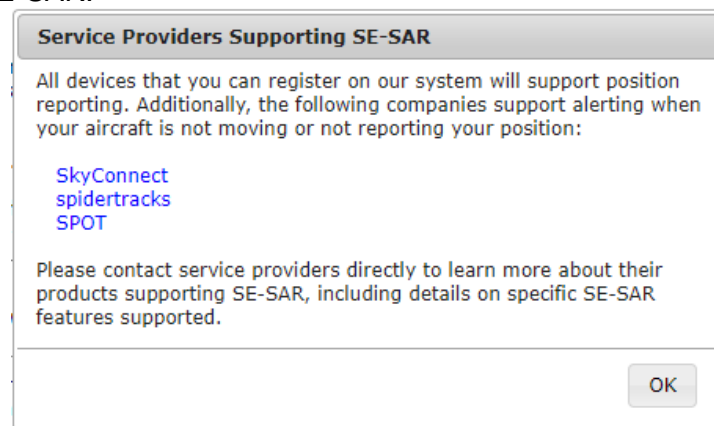 Service Providers Supporting SE-SAR
All devices that you can register on our system will support position
reporting. Additionally, the following companies support alerting when
your aircraft is not moving or not reporting your position:
SkyConnect
spidertracks
SPOT
Please contact service providers directly to learn more about their
products supporting SE-SAR, including details on specific SE-SAR
features supported.
OK